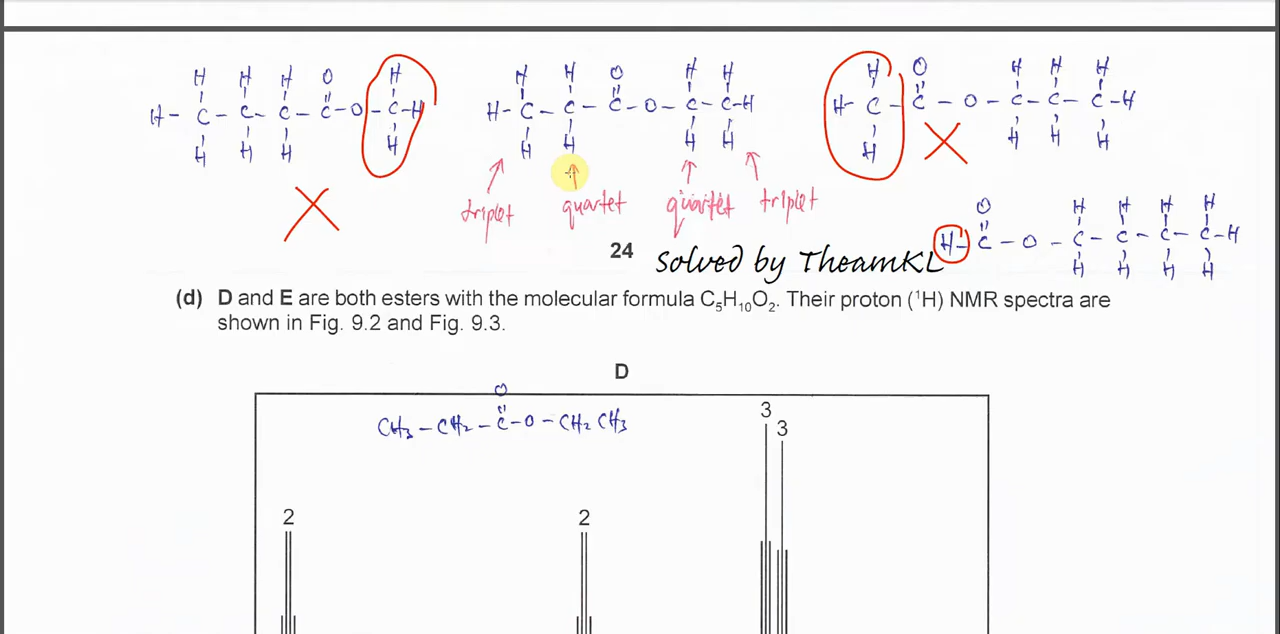 H H H O H
H - C - C - C - C - O - C - H
H H H H
H H O H H
H - C - C - C - O - C - C - H
H H H H
H O H H H
H - C - C - O - C - C - C - H
H H H H
triplet quartet quartet triplet
O H H H H
H - C - O - C - C - C - C - H
H H H H
24 Solved by TheamKL
(d) D and E are both esters with the molecular formula C₅H₁₀O₂. Their proton (¹H) NMR spectra are
shown in Fig. 9.2 and Fig. 9.3.
D
O
CH₃ - CH₂ - C - O - CH₂ CH₃
3
3
2 2